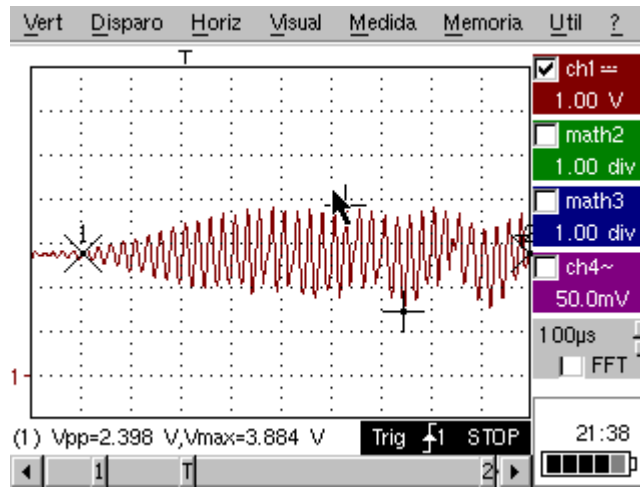 Vert Disparo Horiz Visual Medida Memoria Util ?
T
ch1
1.00 V
math2
1.00 div
math3
1.00 div
ch4~
50.0mV
100µs
FFT
1
1
(1) Vpp=2.398 V,Vmax=3.884 V Trig 1 STOP
21:38
1 T 2